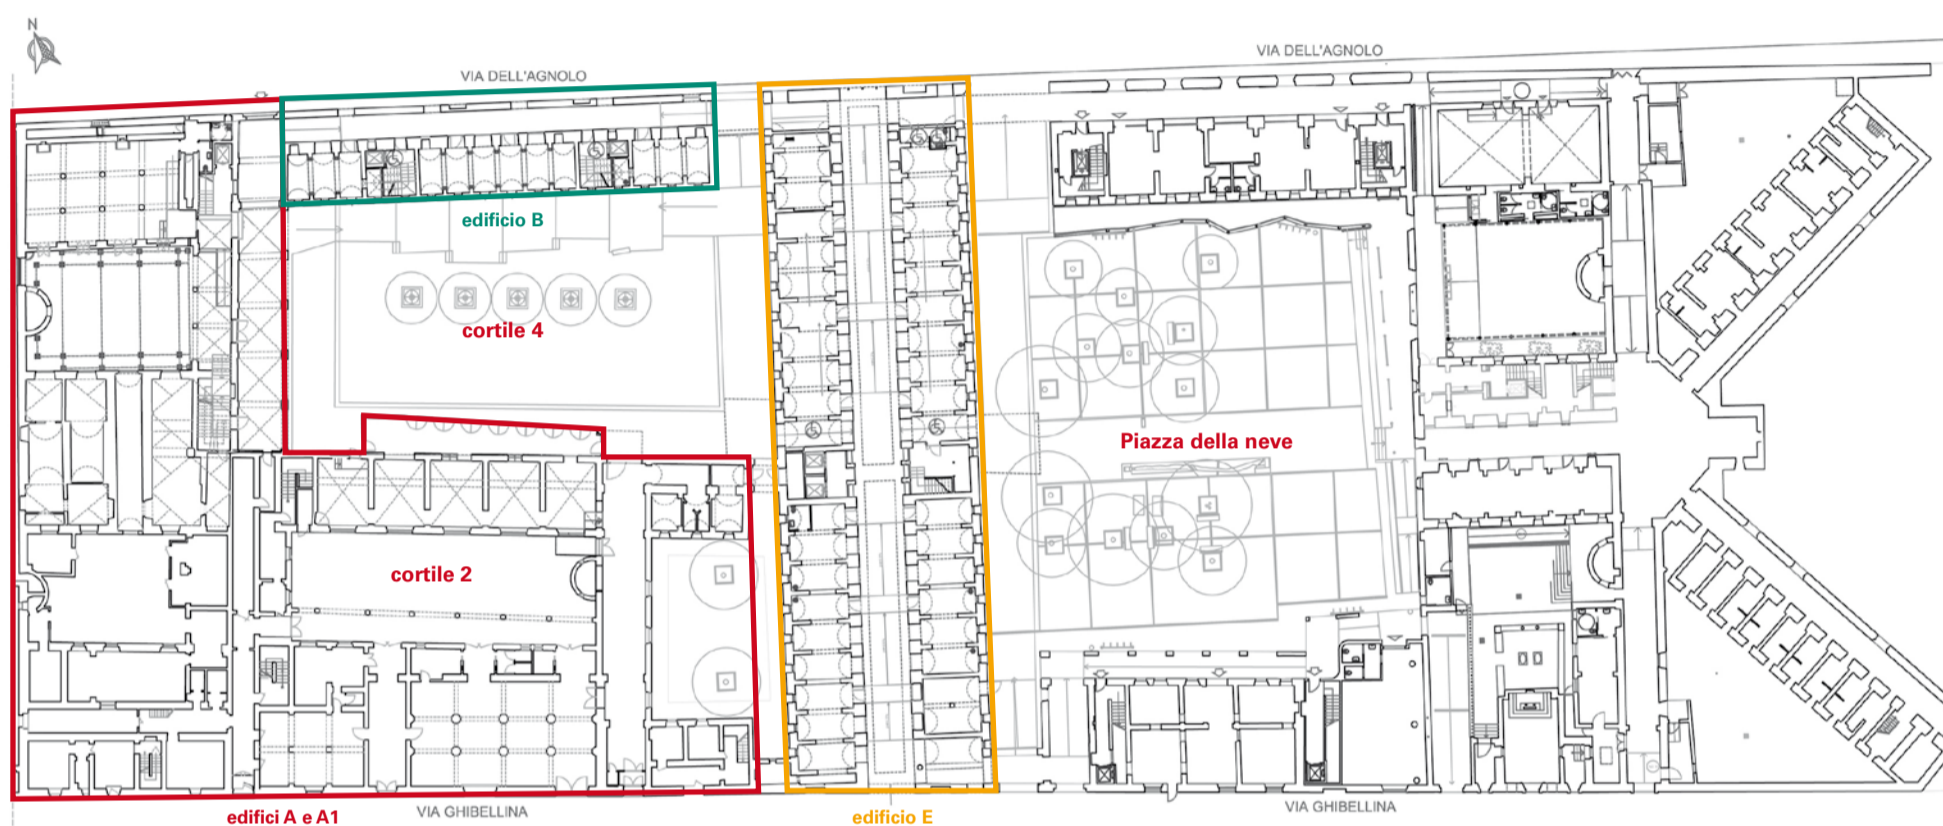 N
VIA DELL'AGNOLO
VIA DELL'AGNOLO
edificio B
cortile 4
Piazza della neve
cortile 2
edifici A e A1
VIA GHIBELLINA
edificio E
VIA GHIBELLINA